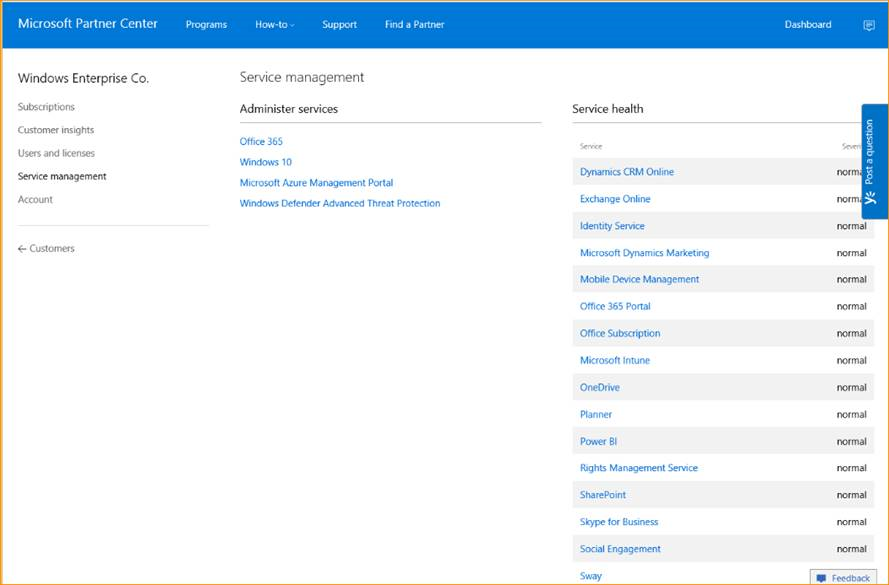 Microsoft Partner Center Programs How-to Support Find a Partner Dashboard
Windows Enterprise Co.
Subscriptions
Customer insights
Users and licenses
Service management
Account
Customers
Service management
Administer services
Office 365
Windows 10
Microsoft Azure Management Portal
Windows Defender Advanced Threat Protection
Service health
Service
Dynamics CRM Online
Exchange Online
Identity Service normal
Microsoft Dynamics Marketing normal
Mobile Device Management normal
Office 365 Portal normal
Office Subscription normal
Microsoft Intune normal
OneDrive normal
Planner normal
Power BI normal
Rights Management Service normal
SharePoint normal
Skype for Business normal
Social Engagement normal
Sway
Post a question
Feedback